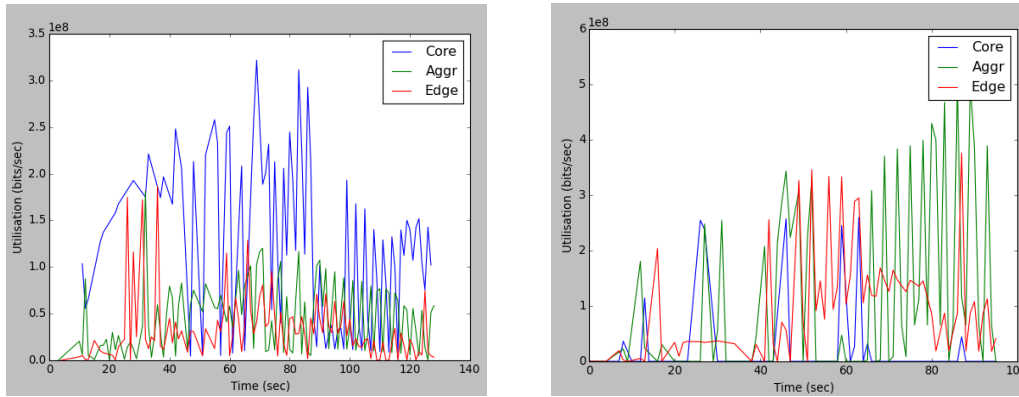 3.5 1e8
3.0
2.5
2.0
1.5
1.0
0.5
0.0
0 20 40 60 80 100 120 140
Time (sec)
Utilisation (bits/sec)
Core
Aggr
Edge
6 1e8
5
4
3
2
1
0
0 20 40 60 80 100
Time (sec)
Utilisation (bits/sec)
Core
Aggr
Edge